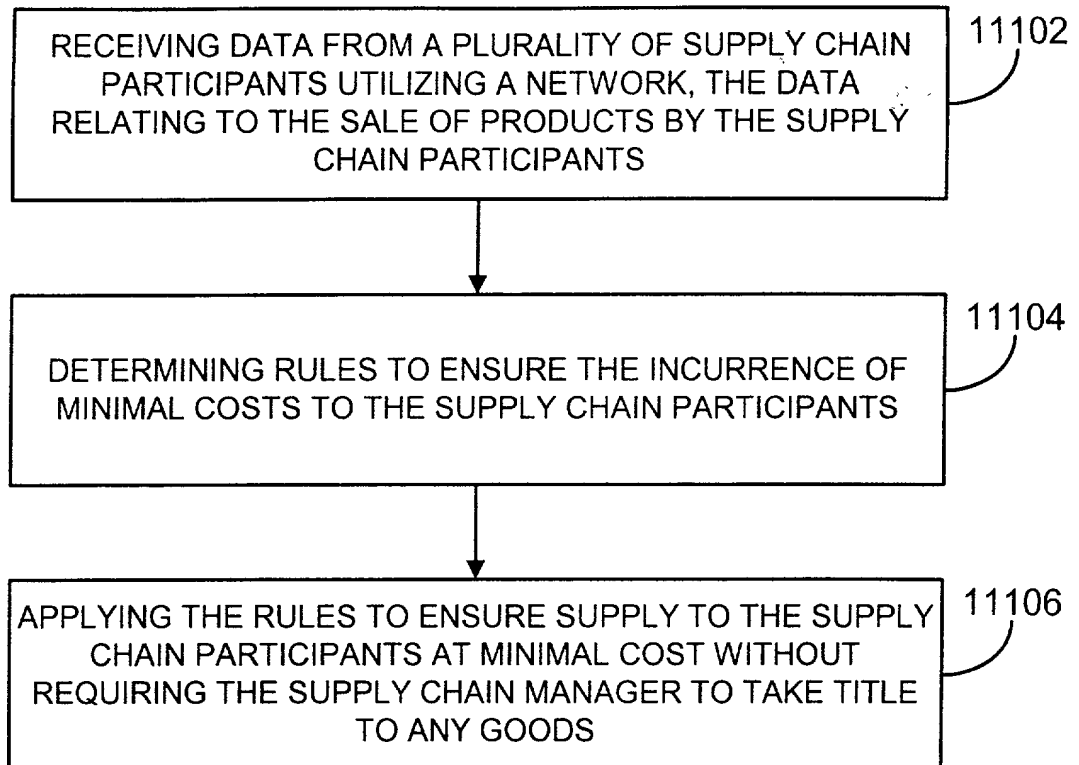 RECEIVING DATA FROM A PLURALITY OF SUPPLY CHAIN
PARTICIPANTS UTILIZING A NETWORK, THE DATA
RELATING TO THE SALE OF PRODUCTS BY THE SUPPLY
CHAIN PARTICIPANTS
11102
DETERMINING RULES TO ENSURE THE INCURRENCE OF
MINIMAL COSTS TO THE SUPPLY CHAIN PARTICIPANTS
11104
APPLYING THE RULES TO ENSURE SUPPLY TO THE SUPPLY
CHAIN PARTICIPANTS AT MINIMAL COST WITHOUT
REQUIRING THE SUPPLY CHAIN MANAGER TO TAKE TITLE
TO ANY GOODS
11106